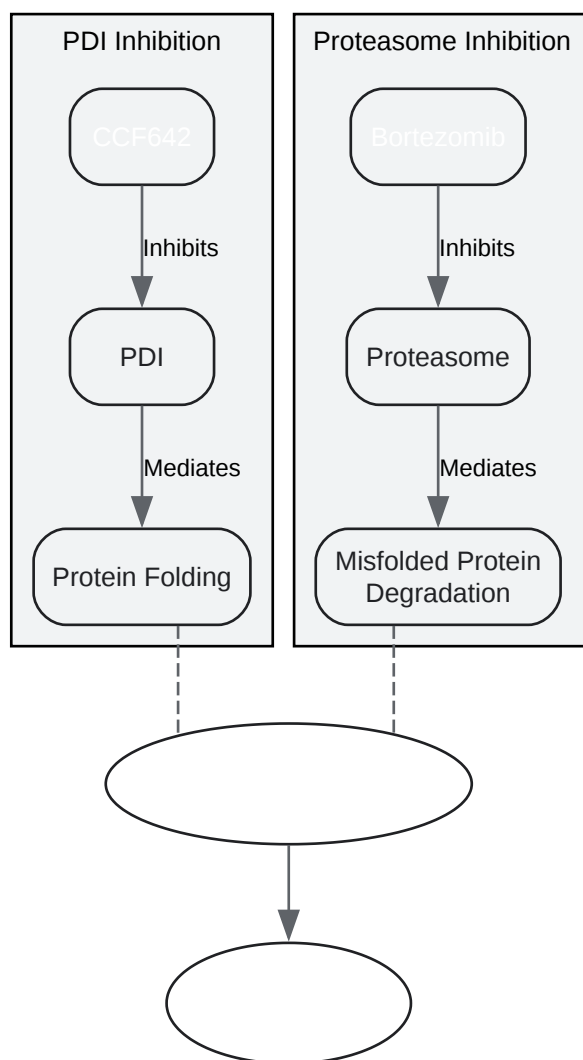 PDI Inhibition
CCF642
Inhibits
PDI
Mediates
Protein Folding
Proteasome Inhibition
Bortezomib
Inhibits
Proteasome
Mediates
Misfolded Protein
Degradation